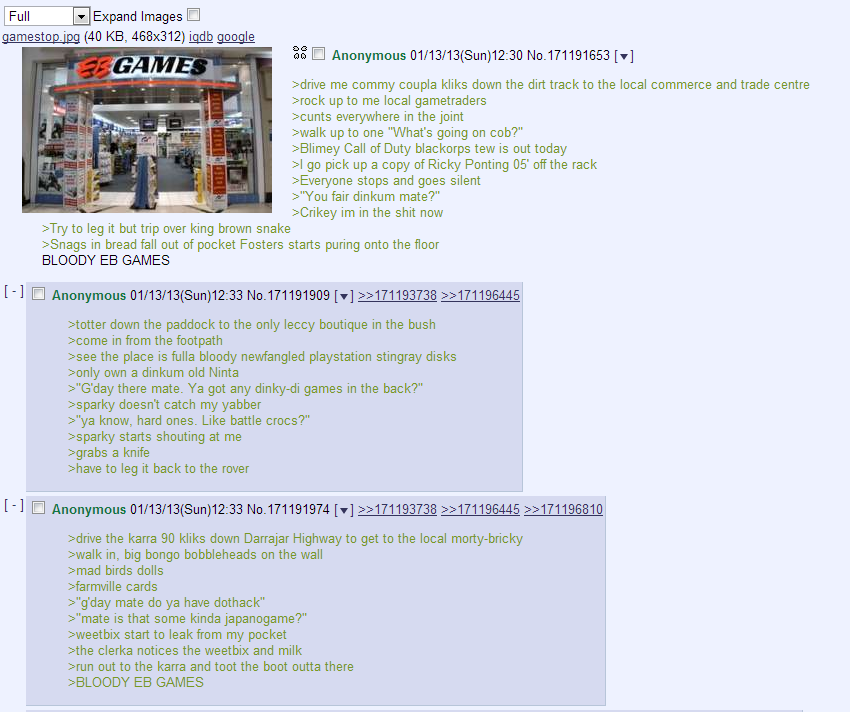 Full Expand Images
gamestop.jpg (40 KB, 468x312) iqdb google
EB GAMES
Anonymous 01/13/13(Sun)12:30 No.171191653 [▼]
>drive me commy coupla kliks down the dirt track to the local commerce and trade centre
>rock up to me local gametraders
>cunts everywhere in the joint
>walk up to one "What's going on cob?"
>Blimey Call of Duty blackorps tew is out today
>I go pick up a copy of Ricky Ponting 05' off the rack
>Everyone stops and goes silent
>"You fair dinkum mate?"
>Crikey im in the shit now
>Try to leg it but trip over king brown snake
>Snags in bread fall out of pocket Fosters starts puring onto the floor
BLOODY EB GAMES
[ - ] Anonymous 01/13/13(Sun)12:33 No.171191909 [▼] >>171193738 >>171196445
>totter down the paddock to the only leccy boutique in the bush
>come in from the footpath
>see the place is fulla bloody newfangled playstation stingray disks
>only own a dinkum old Ninta
>"G'day there mate. Ya got any dinky-di games in the back?"
>sparky doesn't catch my yabber
>"ya know, hard ones. Like battle crocs?"
>sparky starts shouting at me
>grabs a knife
>have to leg it back to the rover
[ - ] Anonymous 01/13/13(Sun)12:33 No.171191974 [▼] >>171193738 >>171196445 >>171196810
>drive the karra 90 kliks down Darrajar Highway to get to the local morty-bricky
>walk in, big bongo bobbleheads on the wall
>mad birds dolls
>farmville cards
>"g'day mate do ya have dothack"
>"mate is that some kinda japanogame?"
>weetbix start to leak from my pocket
>the clerka notices the weetbix and milk
>run out to the karra and toot the boot outta there
>BLOODY EB GAMES